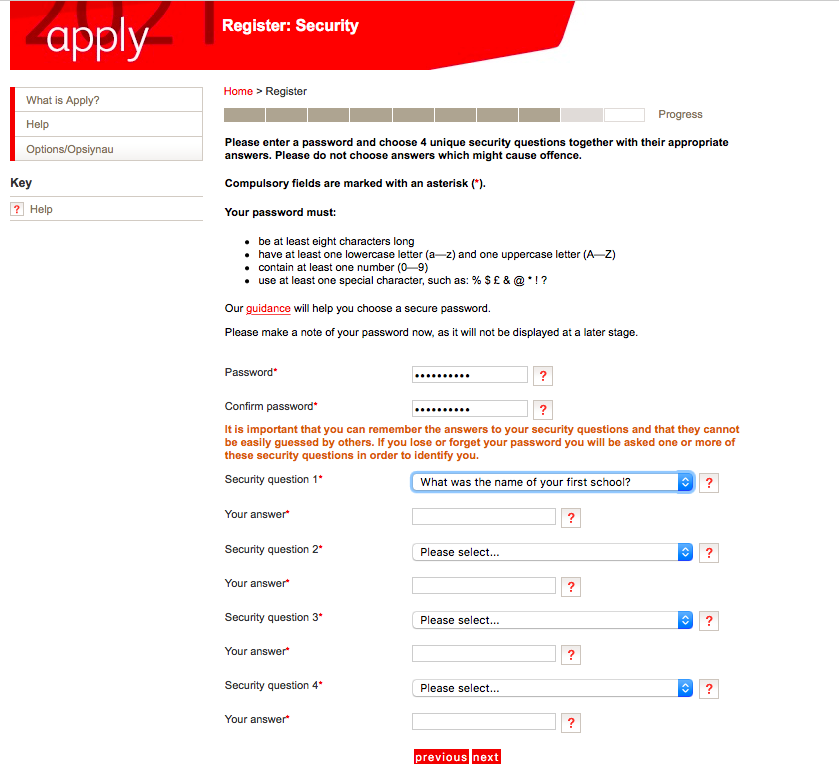 2021
apply
Register: Security
Home > Register
What is Apply?
Help
Options/Opsiynau
Key
? Help
Progress
Please enter a password and choose 4 unique security questions together with their appropriate
answers. Please do not choose answers which might cause offence.
Compulsory fields are marked with an asterisk (*).
Your password must:
• be at least eight characters long
• have at least one lowercase letter (a—z) and one uppercase letter (A—Z)
• contain at least one number (0—9)
• use at least one special character, such as: % $ £ & @ * ! ?
Our guidance will help you choose a secure password.
Please make a note of your password now, as it will not be displayed at a later stage.
Password* •••••••••• ?
Confirm password* •••••••••• ?
It is important that you can remember the answers to your security questions and that they cannot
be easily guessed by others. If you lose or forget your password you will be asked one or more of
these security questions in order to identify you.
Security question 1* What was the name of your first school? ?
Your answer* ?
Security question 2* Please select... ?
Your answer* ?
Security question 3* Please select... ?
Your answer* ?
Security question 4* Please select... ?
Your answer* ?
previous next